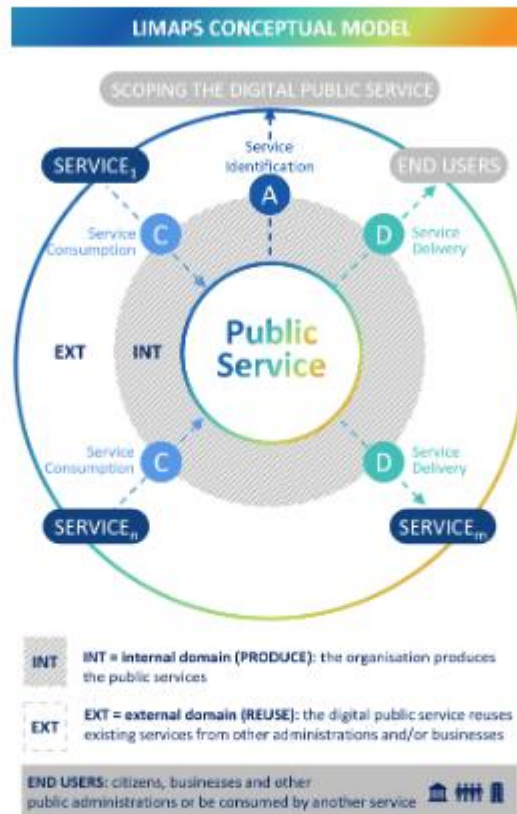 LIMAPS CONCEPTUAL MODEL
SCOPING THE DIGITAL PUBLIC SERVICE
Service
Identification
SERVICE1
END USERS
A
Service
Consumption
C
D
Service
Delivery
EXT
INT
Public
Service
Service
Consumption
C
D
Service
Delivery
SERVICEn
SERVICEm
INT
INT = internal domain (PRODUCE): the organisation produces
the public services
EXT
EXT = external domain (REUSE): the digital public service reuses
existing services from other administrations and/or businesses
END USERS: citizens, businesses and other
public administrations or be consumed by another service